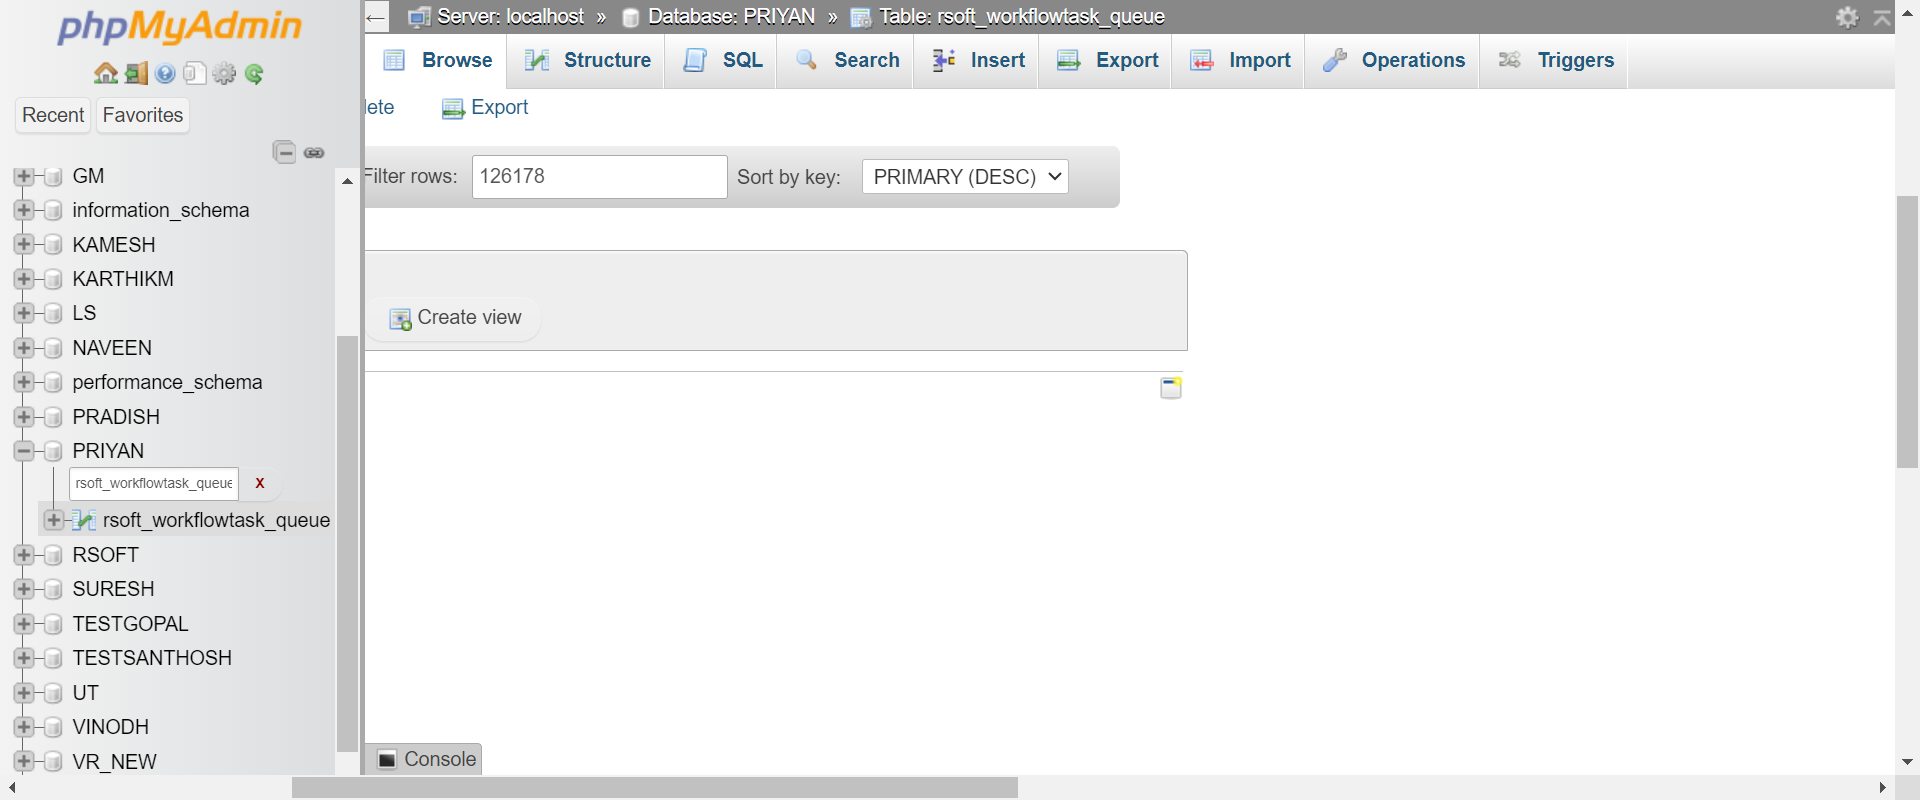 phpMyAdmin
Recent
Favorites
GM
information_schema
KAMESH
KARTHIKM
LS
NAVEEN
performance_schema
PRADISH
PRIYAN
rsoft_workflowtask_queue
X
rsoft_workflowtask_queue
RSOFT
SURESH
TESTGOPAL
TESTSANTHOSH
UT
VINODH
VR_NEW
← Server: localhost » Database: PRIYAN » Table: rsoft_workflowtask_queue
Browse Structure SQL Search Insert Export Import Operations Triggers
lete Export
Filter rows: 126178 Sort by key: PRIMARY (DESC)
Create view
Console